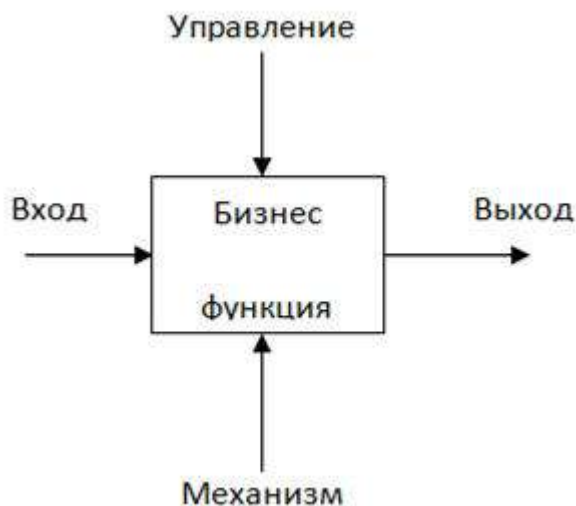 Управление
Вход
Бизнес
Выход
функция
Механизм